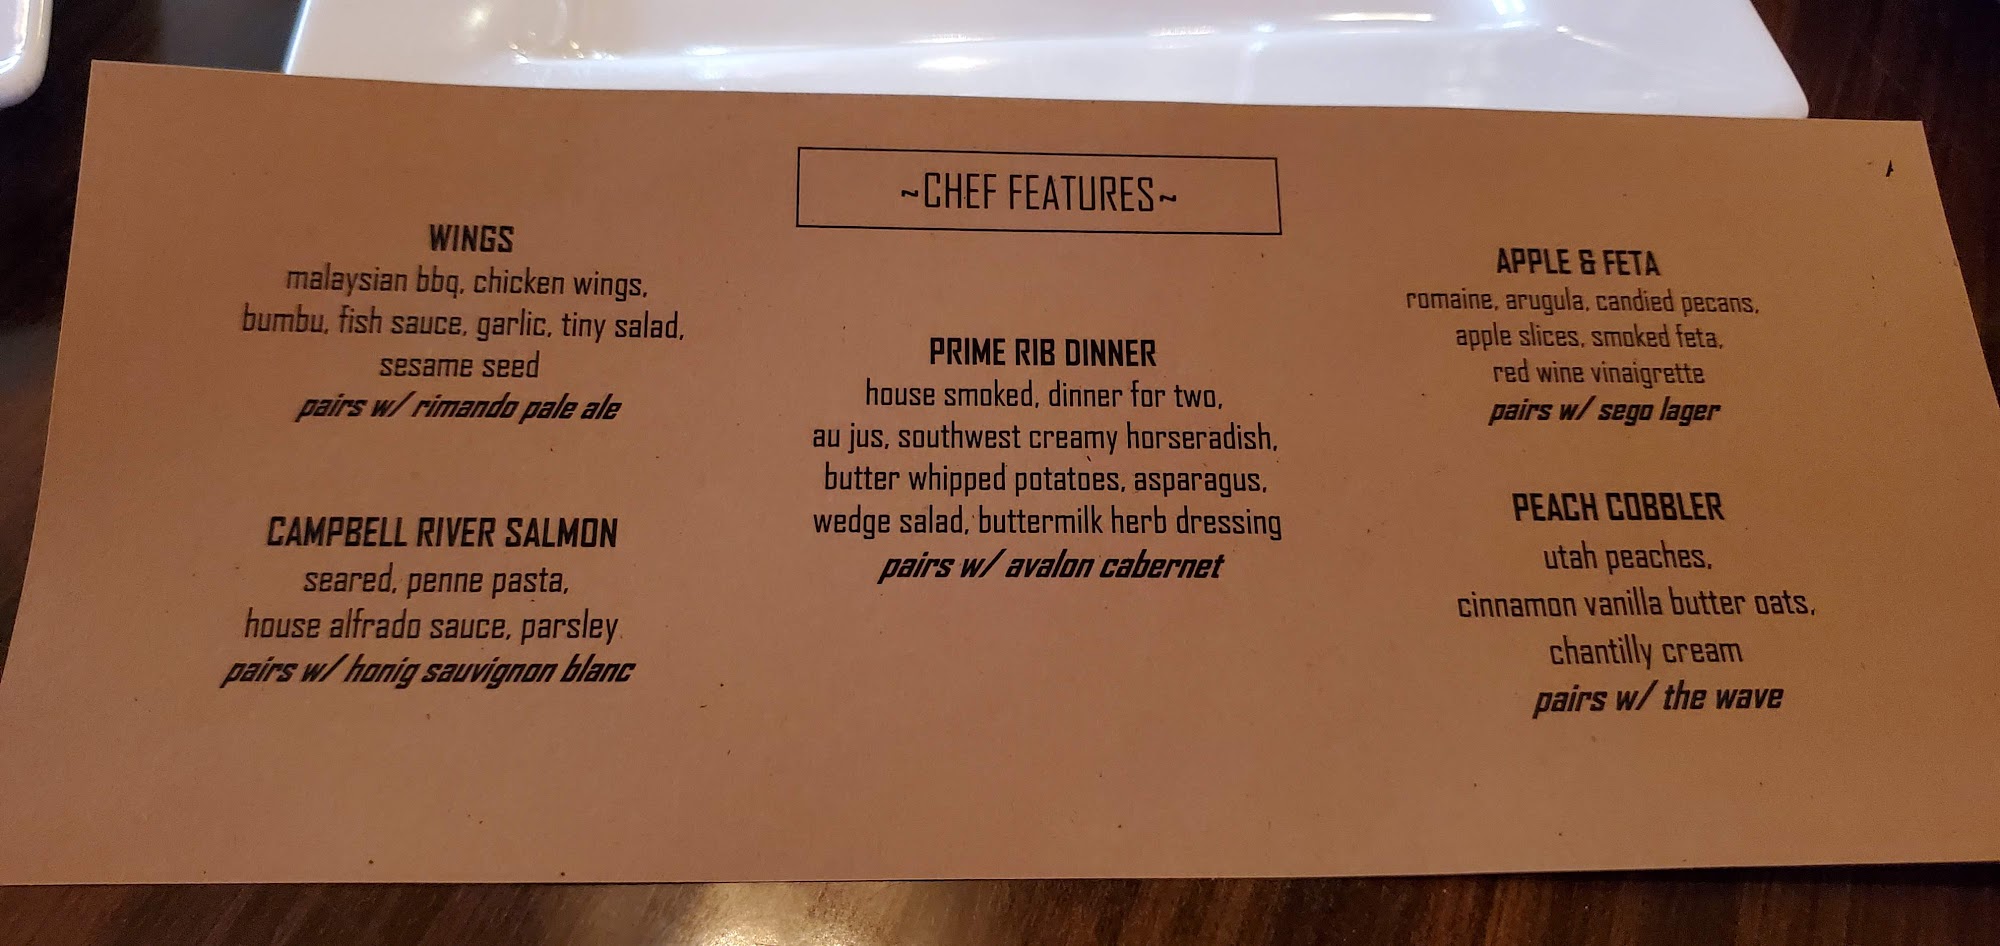 ~CHEF FEATURES~
WINGS
malaysian bbq, chicken wings,
bumbu, fish sauce, garlic, tiny salad,
sesame seed
pairs w/ rimando pale ale
CAMPBELL RIVER SALMON
seared, penne pasta,
house alfrado sauce, parsley
pairs w/ honig sauvignon blanc
PRIME RIB DINNER
house smoked, dinner for two,
au jus, southwest creamy horseradish,
butter whipped potatoes, asparagus,
wedge salad, buttermilk herb dressing
pairs w/ avalon cabernet
APPLE & FETA
romaine, arugula, candied pecans,
apple slices, smoked feta,
red wine vinaigrette
pairs w/ sego lager
PEACH COBBLER
utah peaches,
cinnamon vanilla butter oats,
chantilly cream
pairs w/ the wave